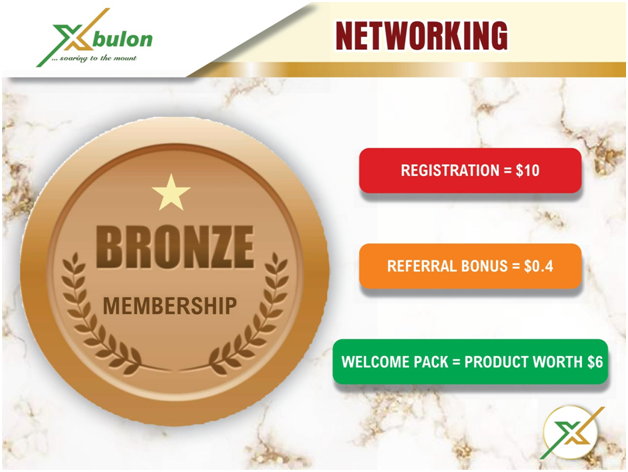 Xbulon
... soaring to the mount
NETWORKING
BRONZE
MEMBERSHIP
REGISTRATION = $10
REFERRAL BONUS = $0.4
WELCOME PACK = PRODUCT WORTH $6